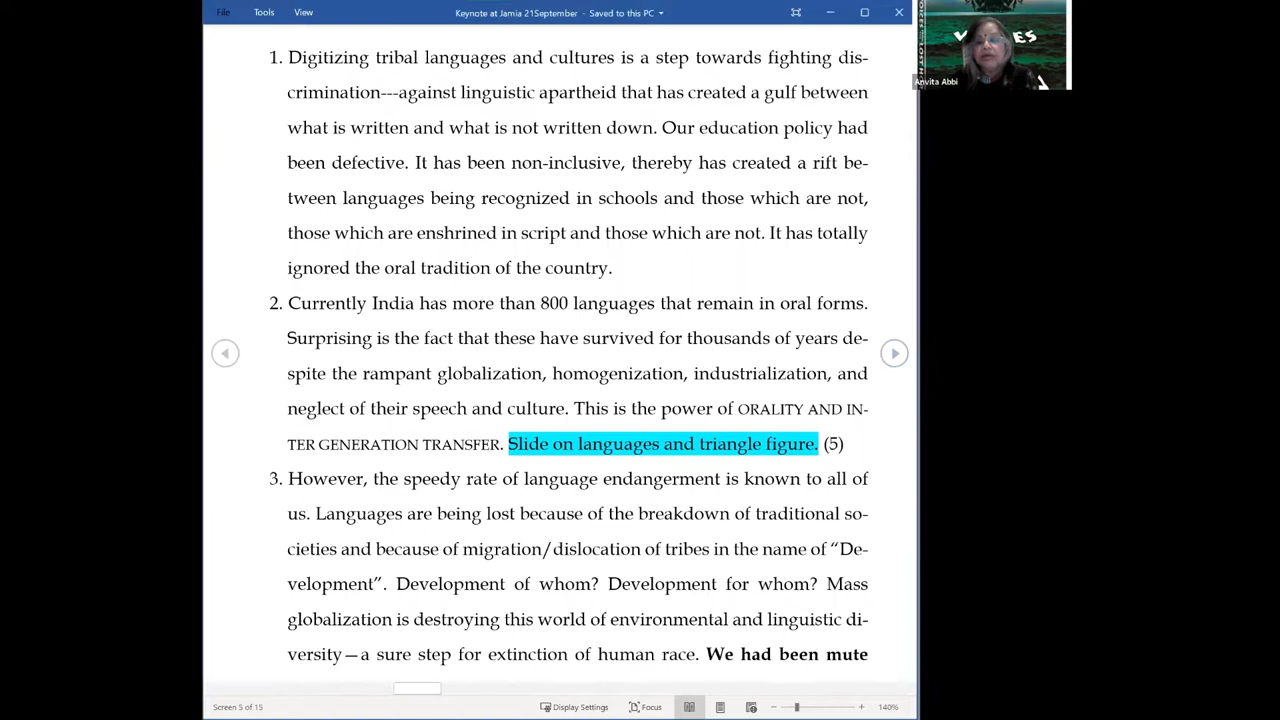 File Tools View Keynote at Jamia 21September - Saved to this PC
1. Digitizing tribal languages and cultures is a step towards fighting dis-
crimination---against linguistic apartheid that has created a gulf between
what is written and what is not written down. Our education policy had
been defective. It has been non-inclusive, thereby has created a rift be-
tween languages being recognized in schools and those which are not,
those which are enshrined in script and those which are not. It has totally
ignored the oral tradition of the country.
2. Currently India has more than 800 languages that remain in oral forms.
Surprising is the fact that these have survived for thousands of years de-
spite the rampant globalization, homogenization, industrialization, and
neglect of their speech and culture. This is the power of ORALITY AND IN-
TER GENERATION TRANSFER. Slide on languages and triangle figure. (5)
3. However, the speedy rate of language endangerment is known to all of
us. Languages are being lost because of the breakdown of traditional so-
cieties and because of migration/dislocation of tribes in the name of “De-
velopment”. Development of whom? Development for whom? Mass
globalization is destroying this world of environmental and linguistic di-
versity—a sure step for extinction of human race. We had been mute
Screen 5 of 15 Display Settings Focus 140%
Anvita Abbi